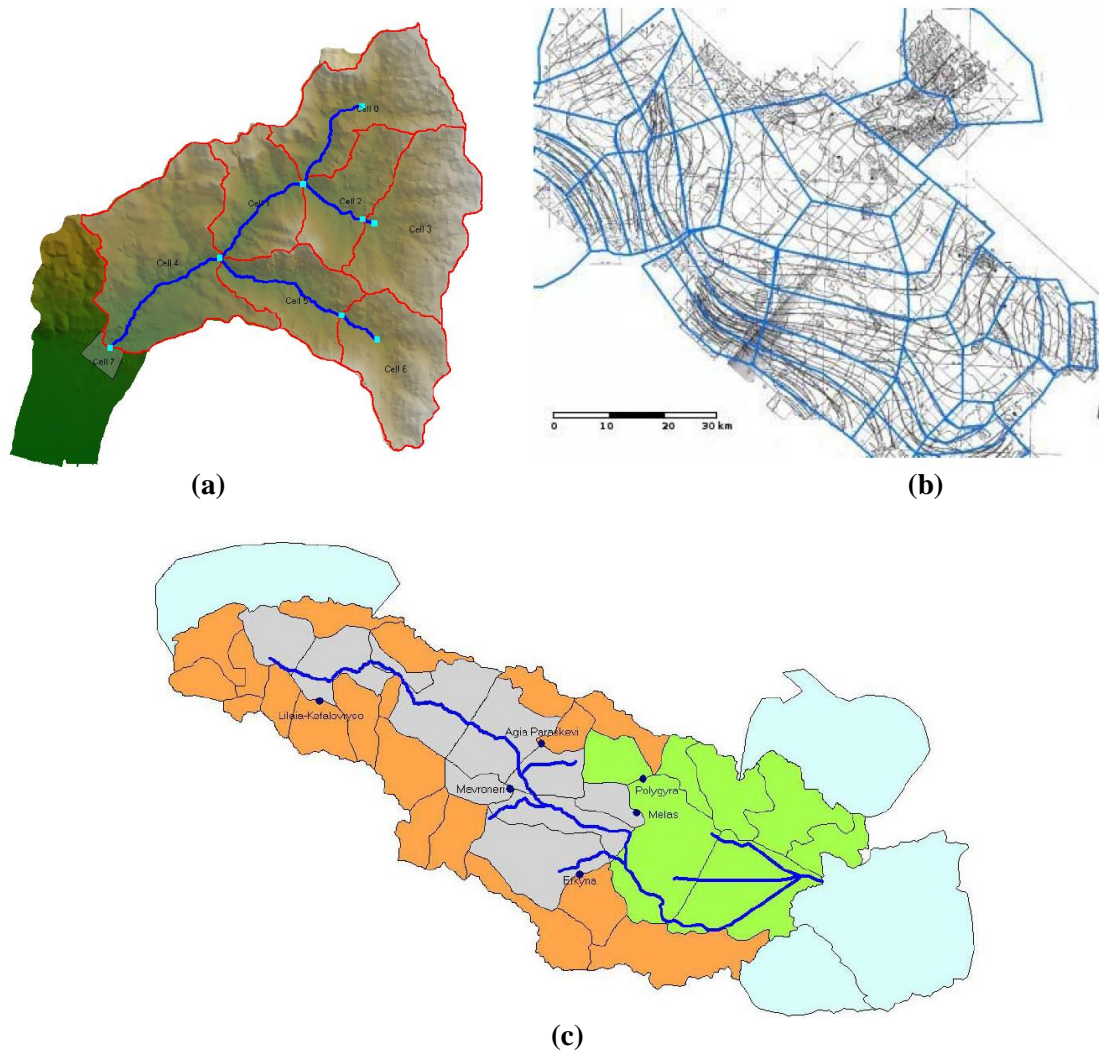 Cell 0
Cell 2
Cell 3
Cell 4
Cell 5
Cell 6
Cell 7
(a)
0 10 20 30 km
(b)
Lilaia-Kefalovryso
Agia Paraskevi
Mavroneri
Polygyra
Melas
Erkyna
(c)